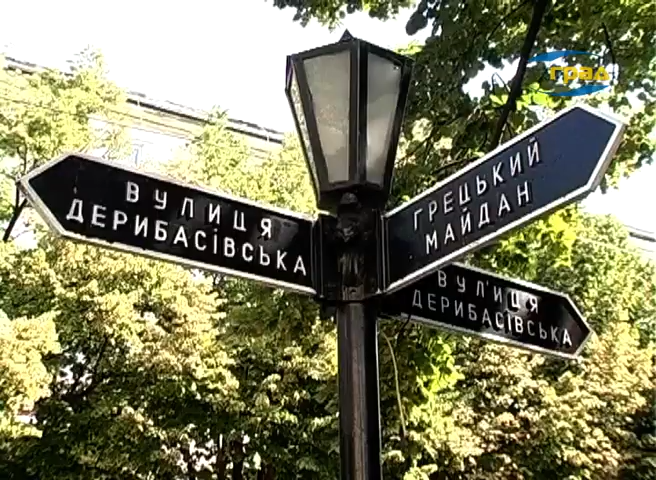 град
ВУЛИЦЯ
ДЕРИБАСІВСЬКА
ГРЕЦЬКИЙ
МАЙДАН
ВУЛИЦЯ
ДЕРИБАСІВСЬКА